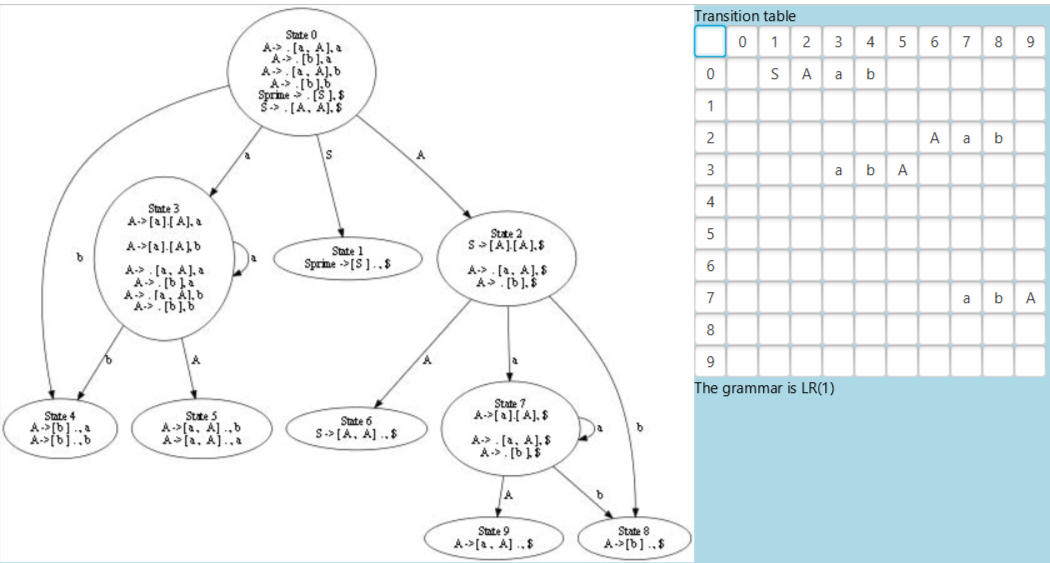 State 0
A-> . [a, A], a
A-> . [b], a
A-> . [a, A], b
A-> . [b], b
Sprime -> . [S ], $
S-> . [A, A], $
a
S
A
b
State 3
A->[a].[ A], a
A->[a].[ A], b
A-> . [a, A], a
A-> . [b ], a
A-> . [a, A], b
A-> . [b ], b
a
State 1
Sprime ->[S ] . , $
State 2
S ->[A].[A], $
A-> . [a, A], $
A-> . [b ], $
b
A
A
a
b
State 4
A->[b] . , a
A->[b] . , b
State 5
A->[a, A] . , b
A->[a, A] . , a
State 6
S->[A, A] . , $
State 7
A->[a].[ A], $
A-> . [a, A], $
A-> . [b ], $
a
A
b
State 9
A->[a, A] . , $
State 8
A->[b] . , $
Transition table
0 1 2 3 4 5 6 7 8 9
0 S A a b
1
2 A a b
3 a b A
4
5
6
7 a b A
8
9
The grammar is LR(1)